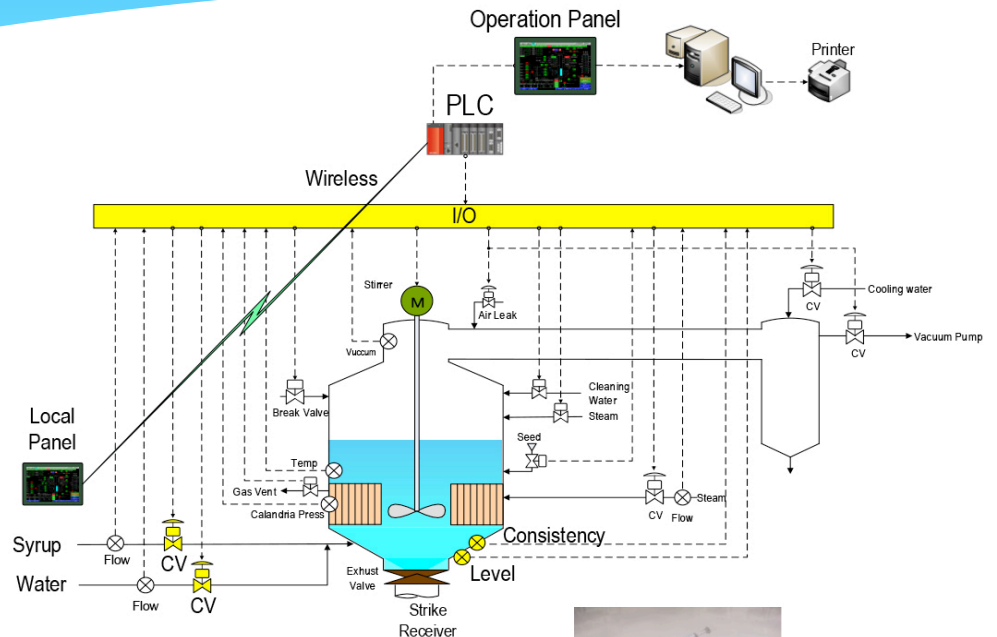 Operation Panel
Printer
PLC
Wireless
I/O
Stirrer
M
Air Leak
Cooling water
CV
Vuccum
CV
Vacuum Pump
Break Valve
Cleaning
Water
Steam
Local
Panel
Seed
Temp
Gas Vent
Calandria Press
Steam
CV
Flow
Consistency
Syrup
Flow
CV
Level
Water
Flow
CV
Exhust
Valve
Strike
Receiver